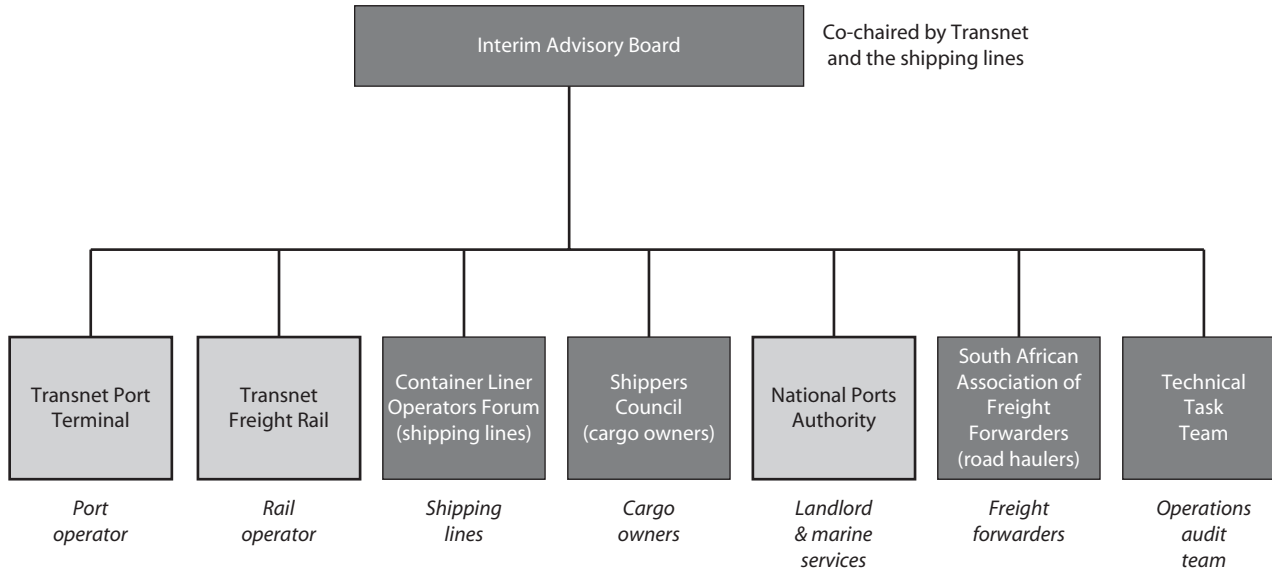 Interim Advisory Board
Co-chaired by Transnet
and the shipping lines
Transnet Port
Terminal
Transnet
Freight Rail
Container Liner
Operators Forum
(shipping lines)
Shippers
Council
(cargo owners)
National Ports
Authority
South African
Association of
Freight
Forwarders
(road haulers)
Technical
Task
Team
Port
operator
Rail
operator
Shipping
lines
Cargo
owners
Landlord
& marine
services
Freight
forwarders
Operations
audit
team